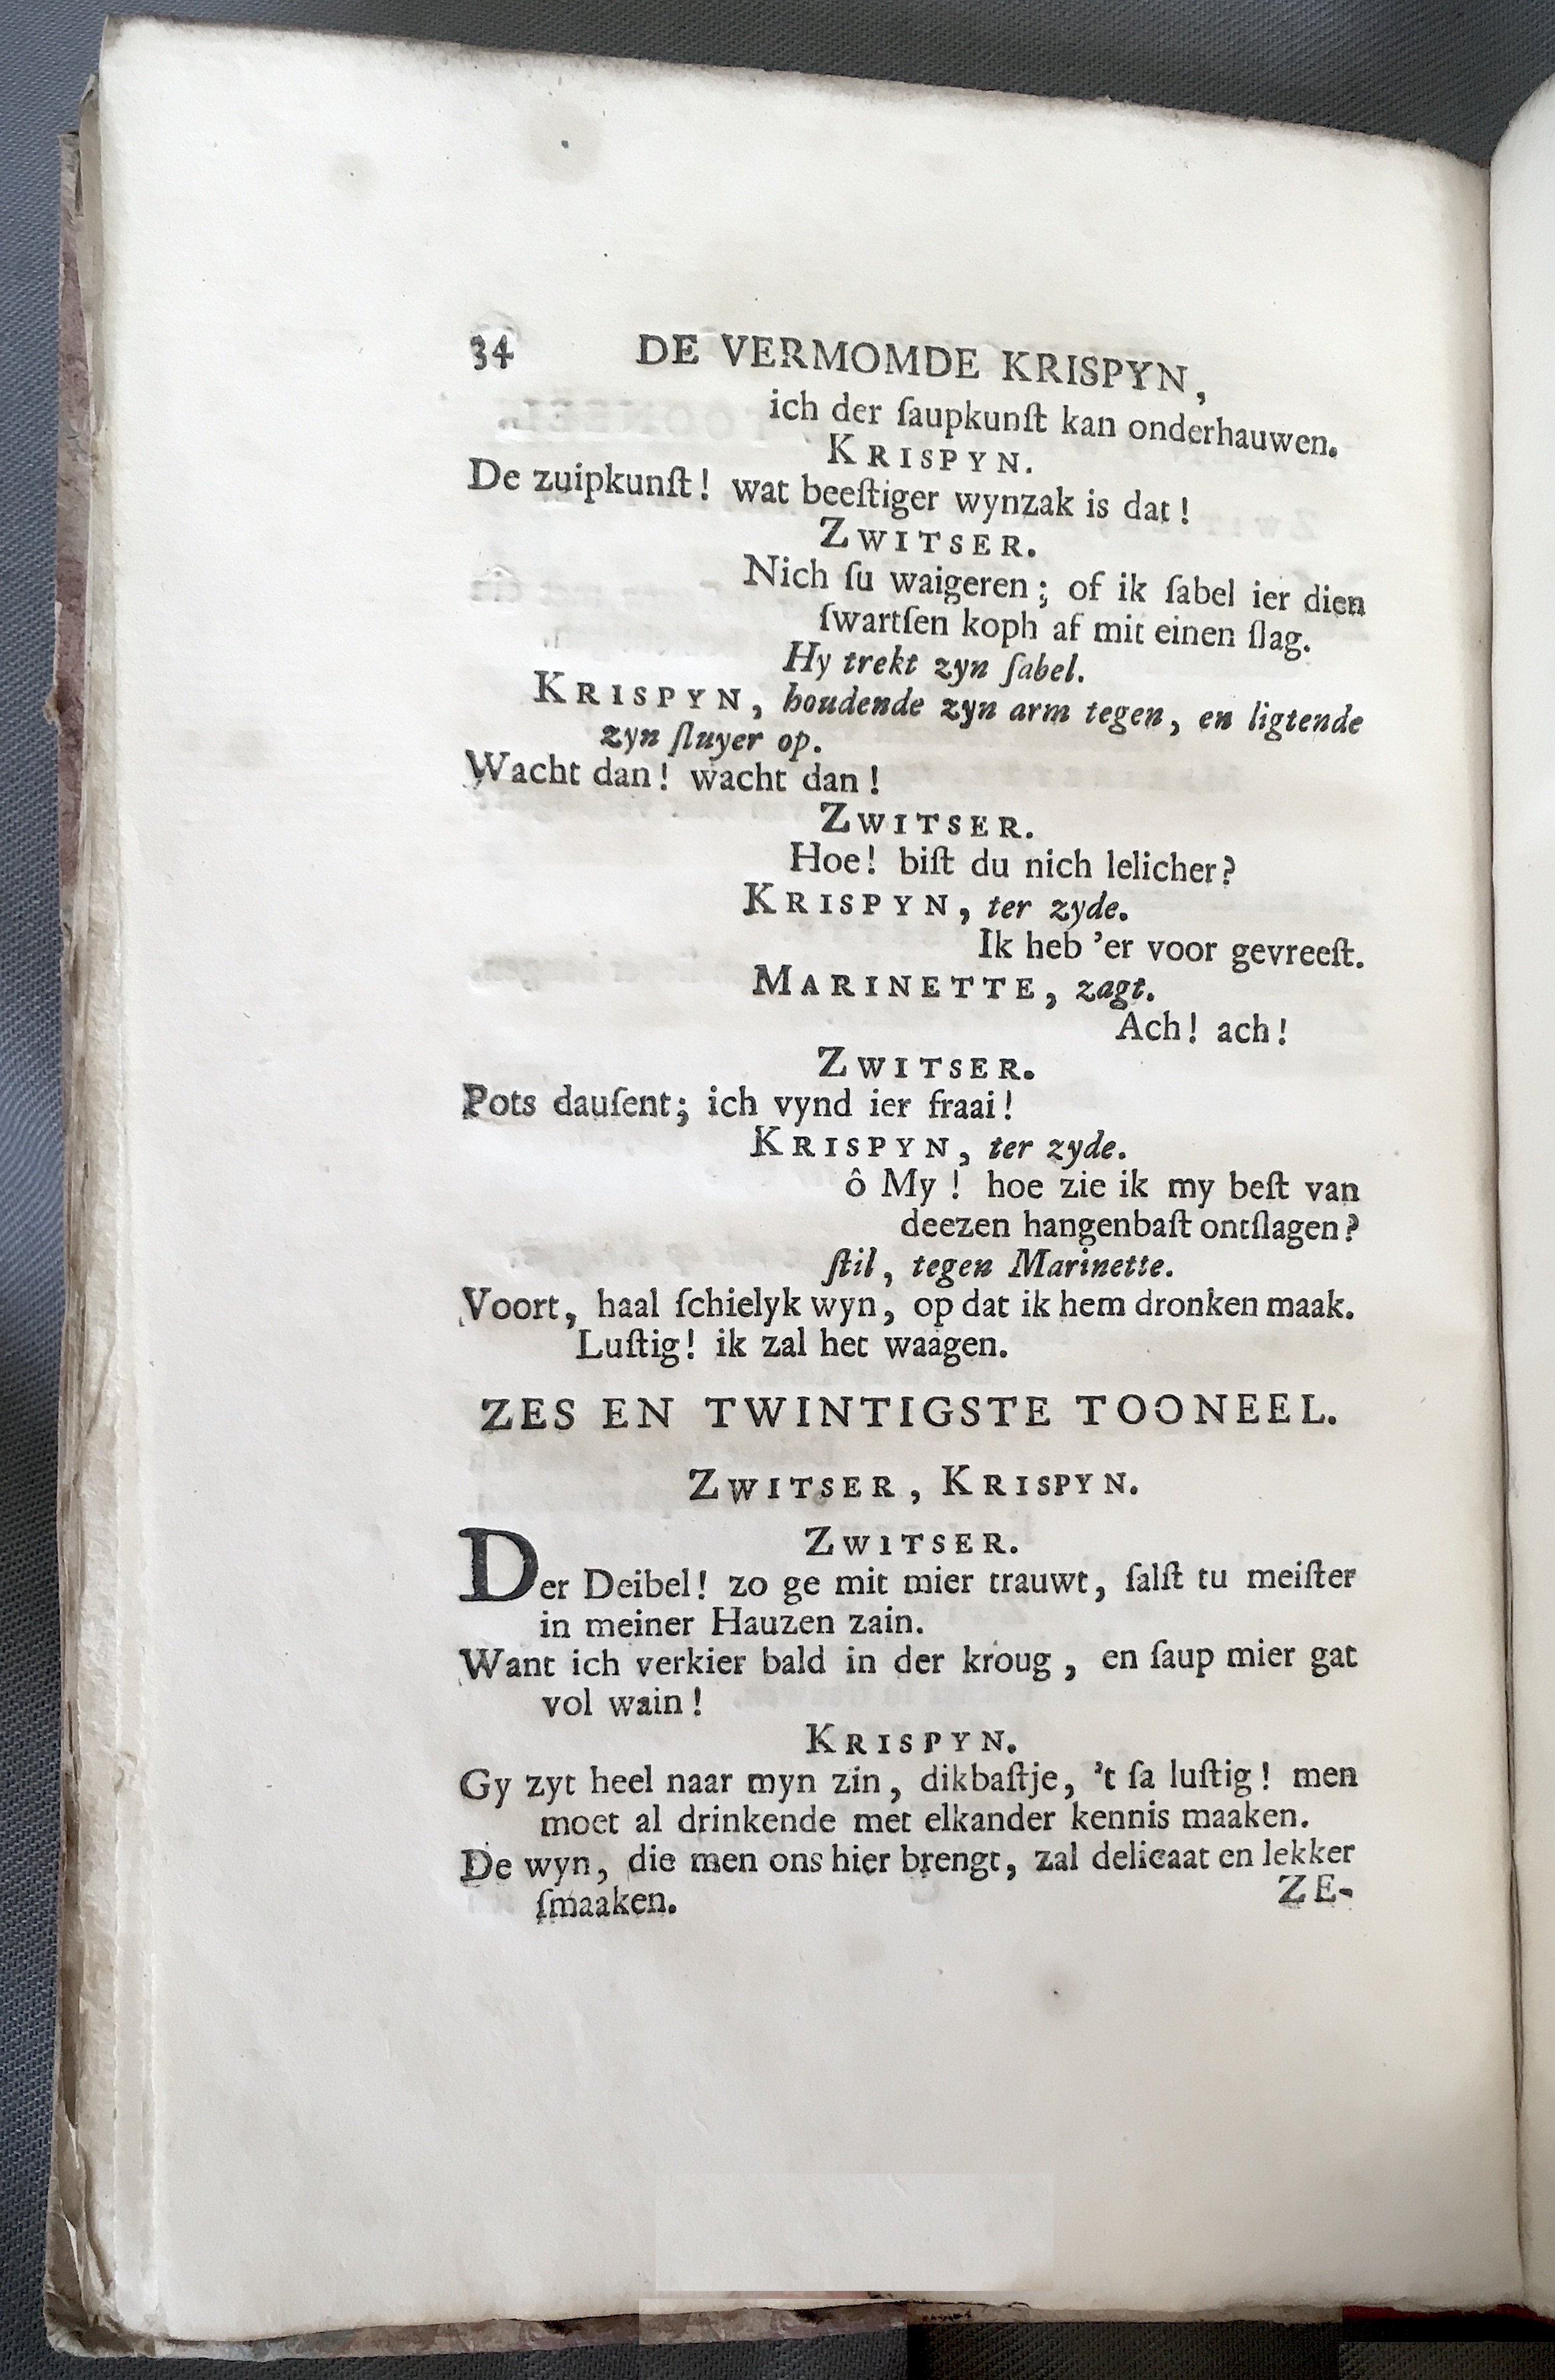 34 DE VERMOMDE KRISPYN,
ich der ſaupkunſt kan onderhauwen.
KRISPYN.
De zuipkunſt! wat beeſtiger wynzak is dat!
ZWITSER.
Nich ſu waigeren; of ik ſabel ier dien
ſwartſen koph af mit einen ſlag.
Hy trekt zyn ſabel.
KRISPYN, houdende zyn arm tegen, en ligtende
zyn ſluyer op.
Wacht dan! wacht dan!
ZWITSER.
Hoe! biſt du nich lelicher?
KRISPYN, ter zyde.
Ik heb 'er voor gevreeſt.
MARINETTE, zagt.
Ach! ach!
ZWITSER.
Pots dauſent; ich vynd ier fraai!
KRISPYN, ter zyde.
ô My! hoe zie ik my beſt van
deezen hangenbaſt ontſlagen?
ſtil, tegen Marinette.
Voort, haal ſchielyk wyn, op dat ik hem dronken maak.
Luſtig! ik zal het waagen.
ZES EN TWINTIGSTE TOONEEL.
ZWITSER, KRISPYN.
ZWITSER.
Der Deibel! zo ge mit mier trauwt, ſalſt tu meiſter
in meiner Hauzen zain.
Want ich verkier bald in der kroug, en ſaup mier gat
vol wain!
KRISPYN.
Gy zyt heel naar myn zin, dikbaſtje, 't ſa luſtig! men
moet al drinkende met elkander kennis maaken.
De wyn, die men ons hier brengt, zal delicaat en lekker
ſmaaken.
ZE-